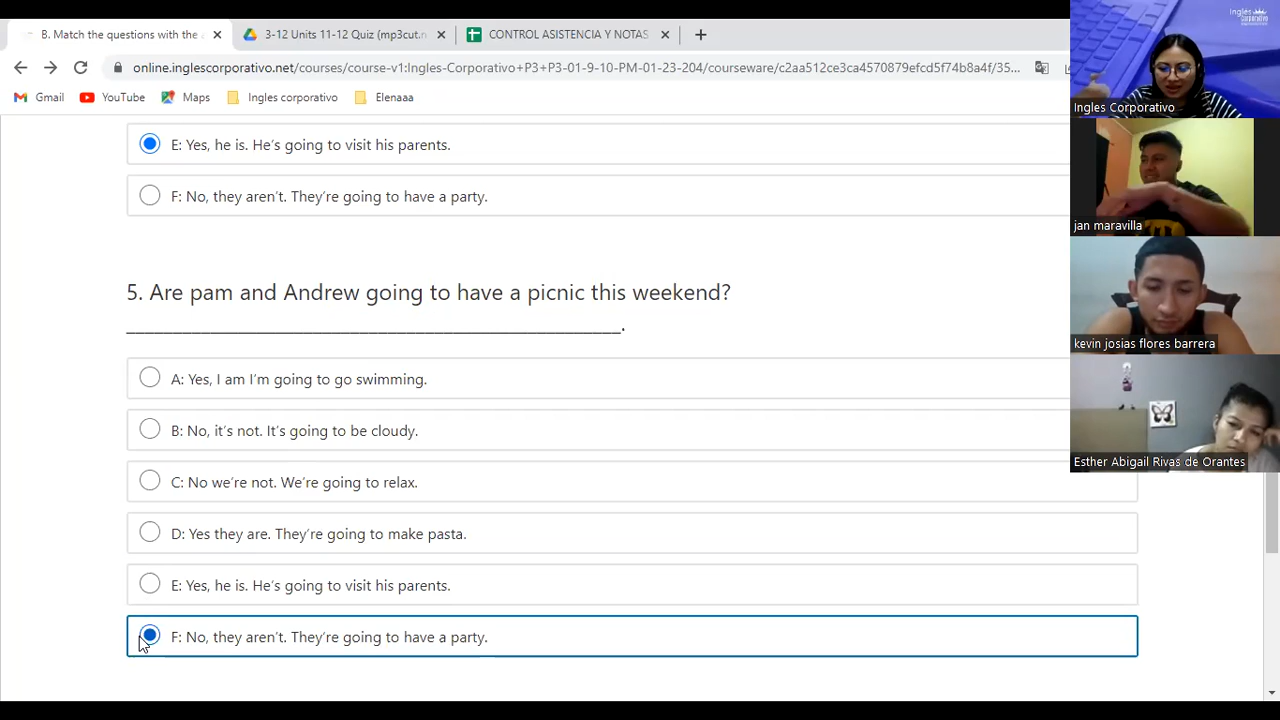 B. Match the questions with the
3-12 Units 11-12 Quiz (mp3cut.
CONTROL ASISTENCIA Y NOTAS
online.inglescorporativo.net/courses/course-v1:Ingles-Corporativo+P3+P3-01-9-10-PM-01-23-204/courseware/c2aa512ce3ca4570879efcd5f74b8a4f/35...
Gmail
YouTube
Maps
Ingles corporativo
Elenaaa
E: Yes, he is. He's going to visit his parents.
F: No, they aren't. They're going to have a party.
5. Are pam and Andrew going to have a picnic this weekend?
_______________________________________________.
A: Yes, I am I'm going to go swimming.
B: No, it's not. It's going to be cloudy.
C: No we're not. We're going to relax.
D: Yes they are. They're going to make pasta.
E: Yes, he is. He's going to visit his parents.
F: No, they aren't. They're going to have a party.
Inglés
Corporativo
Ingles Corporativo
jan maravilla
kevin josias flores barrera
Esther Abigail Rivas de Orantes